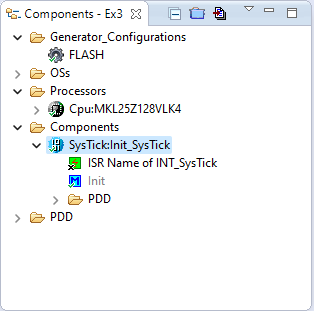 Components - Ex3
Generator_Configurations
FLASH
OSs
Processors
Cpu:MKL25Z128VLK4
Components
SysTick:Init_SysTick
ISR Name of INT_SysTick
Init
PDD
PDD